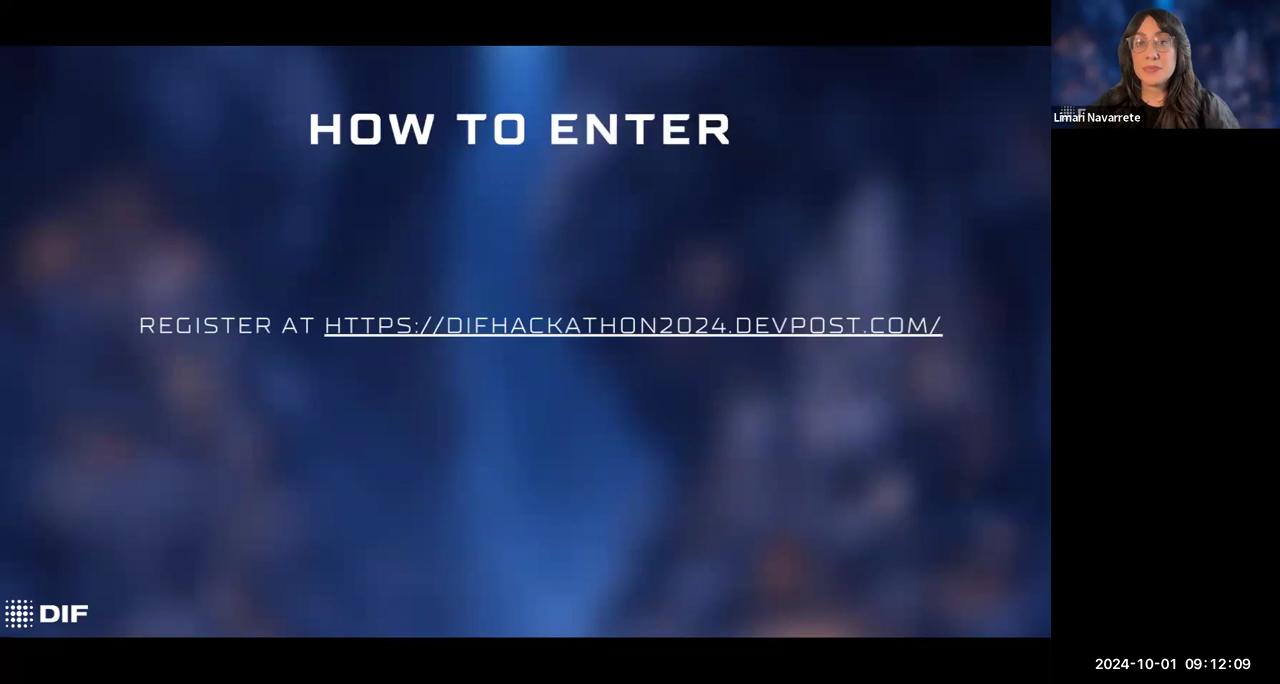 HOW TO ENTER
REGISTER AT HTTPS://DIFHACKATHON2024.DEVPOST.COM/
DIF
Limari Navarrete
2024-10-01 09:12:09